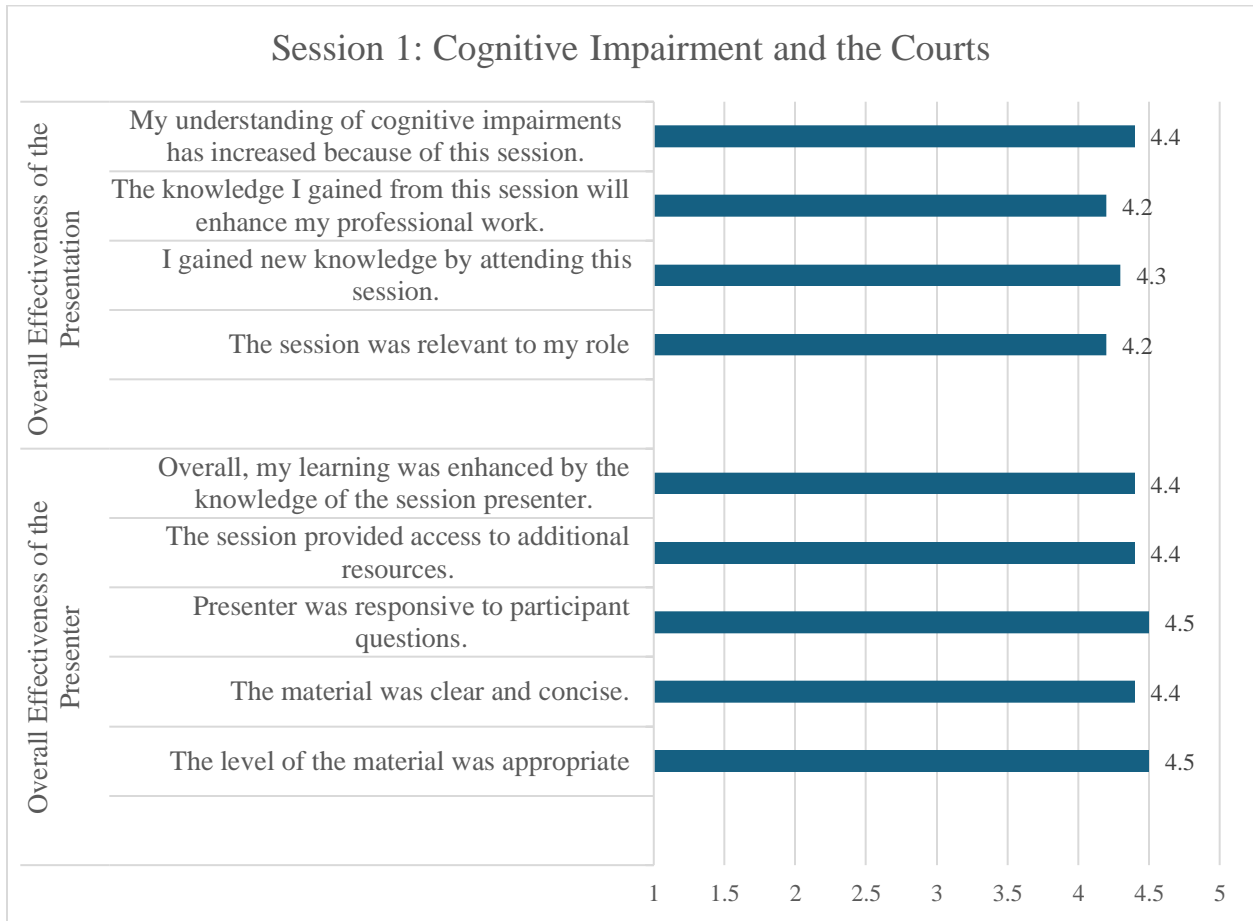 Session 1: Cognitive Impairment and the Courts
Overall Effectiveness of the
Presentation
My understanding of cognitive impairments
has increased because of this session.
4.4
The knowledge I gained from this session will
enhance my professional work.
4.2
I gained new knowledge by attending this
session.
4.3
The session was relevant to my role
4.2
Overall Effectiveness of the
Presenter
Overall, my learning was enhanced by the
knowledge of the session presenter.
4.4
The session provided access to additional
resources.
4.4
Presenter was responsive to participant
questions.
4.5
The material was clear and concise.
4.4
The level of the material was appropriate
4.5
1 1.5 2 2.5 3 3.5 4 4.5 5